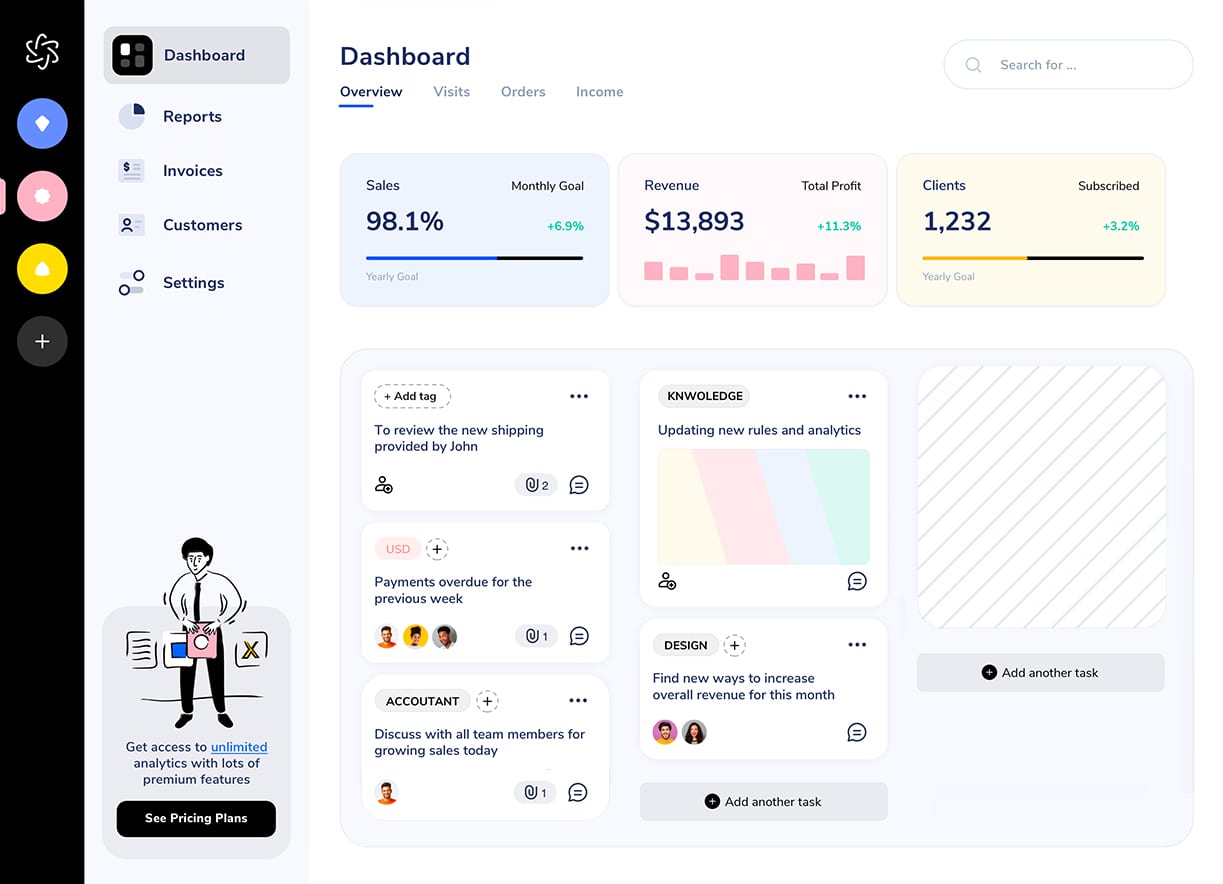 Dashboard
Reports
Invoices
Customers
Settings
Get access to unlimited
analytics with lots of
premium features
See Pricing Plans
Dashboard
Search for ...
Overview
Visits
Orders
Income
Sales
Monthly Goal
98.1%
+6.9%
Yearly Goal
Revenue
Total Profit
$13,893
+11.3%
Clients
Subscribed
1,232
+3.2%
Yearly Goal
+ Add tag
To review the new shipping
provided by John
2
USD
Payments overdue for the
previous week
1
ACCOUTANT
Discuss with all team members for
growing sales today
1
KNWOLEDGE
Updating new rules and analytics
DESIGN
Find new ways to increase
overall revenue for this month
Add another task
Add another task